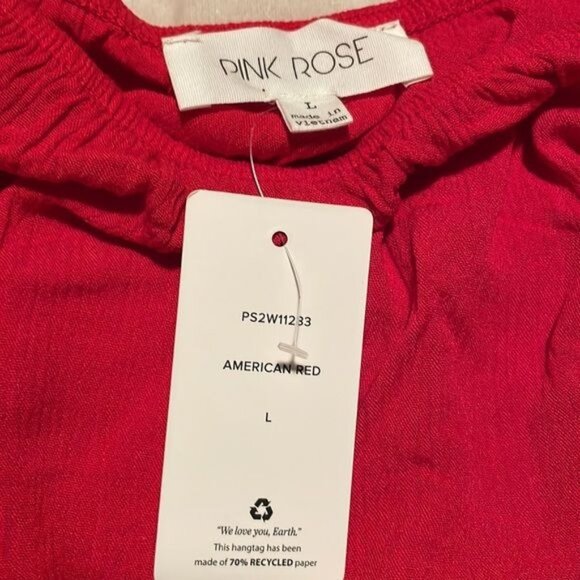 PINK ROSE
L
made in
vietnam
PS2W11233
AMERICAN RED
L
"We love you, Earth."
This hangtag has been
made of 70% RECYCLED paper